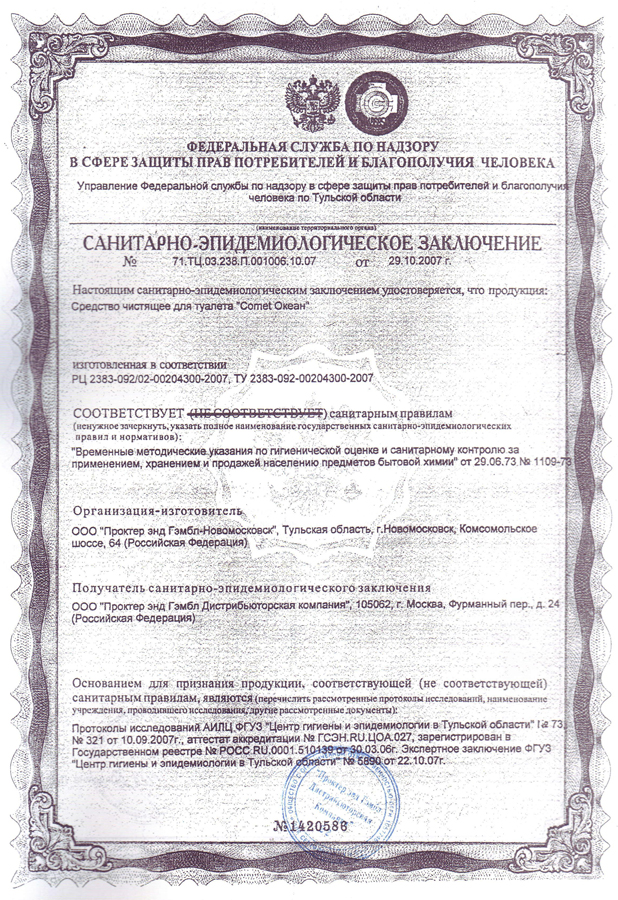 ФЕДЕРАЛЬНАЯ СЛУЖБА ПО НАДЗОРУ
В СФЕРЕ ЗАЩИТЫ ПРАВ ПОТРЕБИТЕЛЕЙ И БЛАГОПОЛУЧИЯ ЧЕЛОВЕКА
Управление Федеральной службы по надзору в сфере защиты прав потребителей и благополучия
человека по Тульской области
(наименование территориального органа)
САНИТАРНО-ЭПИДЕМИОЛОГИЧЕСКОЕ ЗАКЛЮЧЕНИЕ
№ 71.ТЦ.03.238.П.001006.10.07 от 29.10.2007 г.
Настоящим санитарно-эпидемиологическим заключением удостоверяется, что продукция:
Средство чистящее для туалета "Comet Океан"
изготовленная в соответствии
РЦ 2383-092/02-00204300-2007, ТУ 2383-092-00204300-2007
СООТВЕТСТВУЕТ (НЕ СООТВЕТСТВУЕТ) санитарным правилам
(ненужное зачеркнуть, указать полное наименование государственных санитарно-эпидемиологических
правил и нормативов):
"Временные методические указания по гигиенической оценке и санитарному контролю за
применением, хранением и продажей населению предметов бытовой химии" от 29.06.73 № 1109-73
Организация-изготовитель
ООО "Проктер энд Гэмбл-Новомосковск", Тульская область, г.Новомосковск, Комсомольское
шоссе, 64 (Российская Федерация)
Получатель санитарно-эпидемиологического заключения
ООО "Проктер энд Гэмбл Дистрибьюторская компания", 105062, г. Москва, Фурманный пер., д. 24
(Российская Федерация)
Основанием для признания продукции, соответствующей (не соответствующей)
санитарным правилам, являются (перечислить рассмотренные протоколы исследований, наименование
учреждения, проводившего исследования, другие рассмотренные документы):
Протоколы исследований АИЛЦ ФГУЗ "Центр гигиены и эпидемиологии в Тульской области" № 73,
№ 321 от 10.09.2007г., аттестат аккредитации № ГСЭН.RU.ЦОА.027, зарегистрирован в
Государственном реестре № РОСС RU.0001.510139 от 30.03.06г. Экспертное заключение ФГУЗ
"Центр гигиены и эпидемиологии в Тульской области" № 5890 от 22.10.07г.
"Проктер энд Гэмбл
Дистрибьюторская
Компания"
№1420586